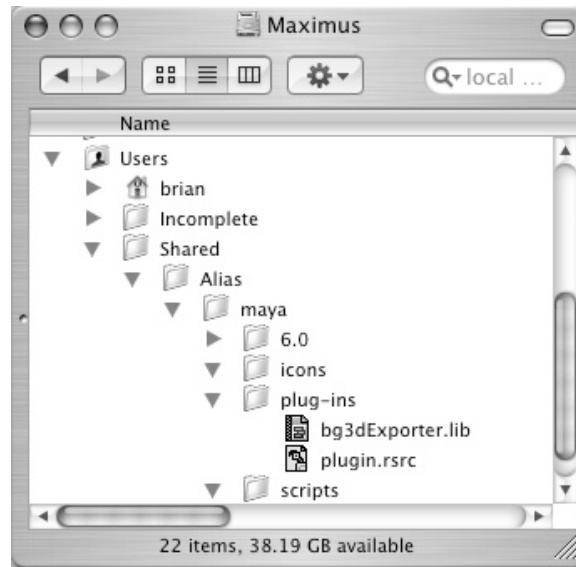 Maximus
local ...
Name
Users
brian
Incomplete
Shared
Alias
maya
6.0
icons
plug-ins
bg3dExporter.lib
plugin.rsrc
scripts
22 items, 38.19 GB available